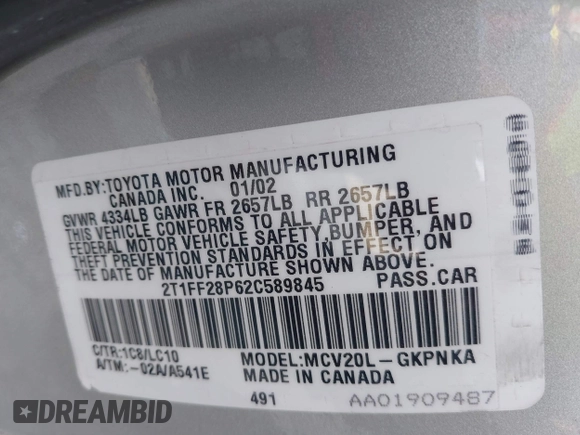 MFD.BY:TOYOTA MOTOR MANUFACTURING
CANADA INC. 01/02
GVWR 4334LB GAWR FR 2657LB RR 2657LB
THIS VEHICLE CONFORMS TO ALL APPLICABLE
FEDERAL MOTOR VEHICLE SAFETY BUMPER, AND
THEFT PREVENTION STANDARDS IN EFFECT ON
THE DATE OF MANUFACTURE SHOWN ABOVE.
2T1FF28P62C589845 PASS.CAR
C/TR:1C8/LC10 MODEL:MCV20L-GKPNKA
A/TM:-02A/A541E MADE IN CANADA
491 AA01909487
DREAMBID